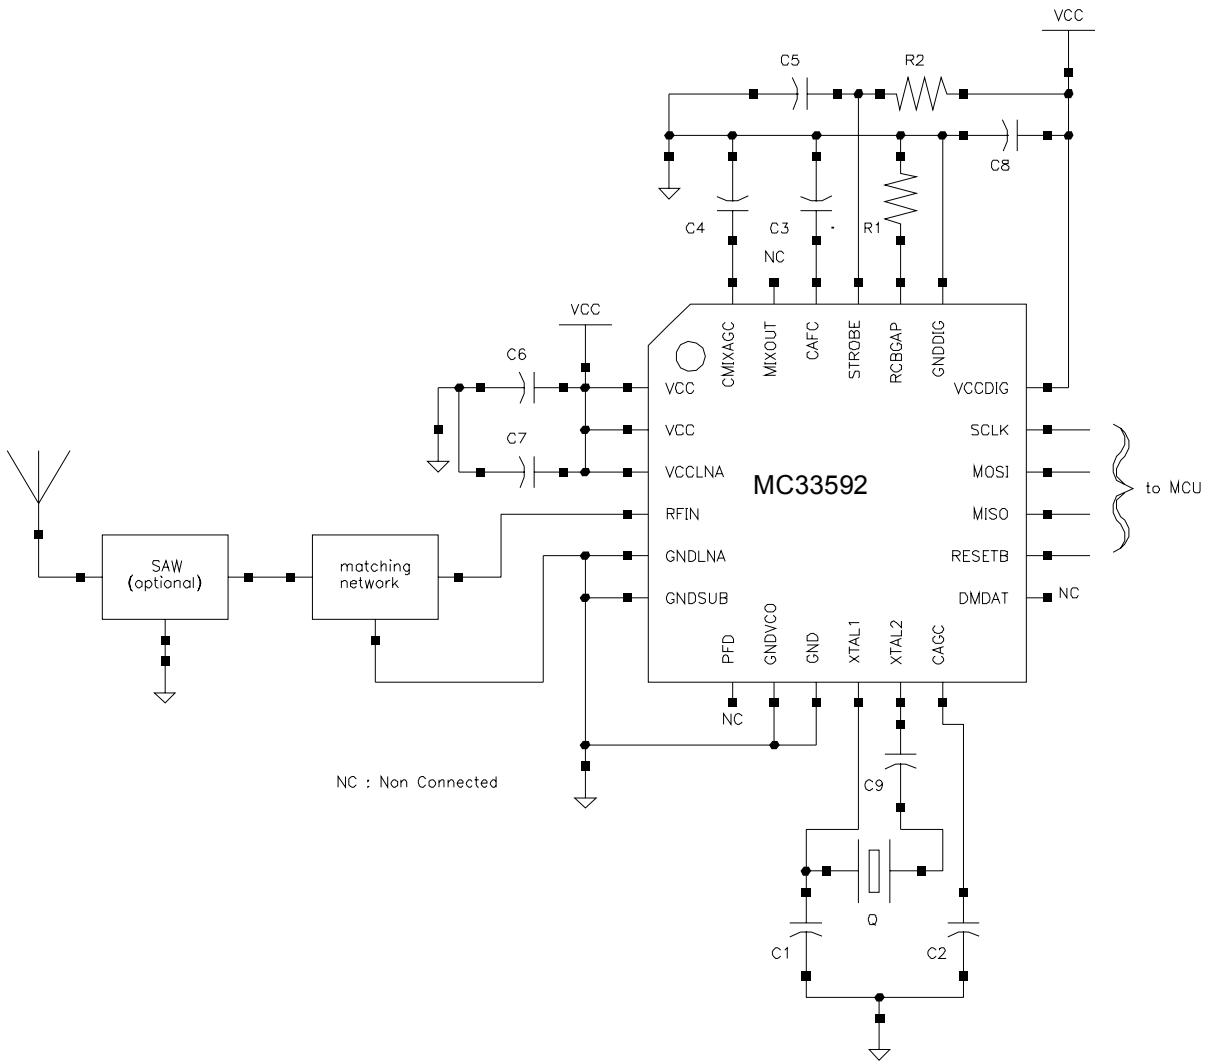 VCC
C5
R2
C8
C4
C3
R1
NC
VCC
CMIXAGC
MIXOUT
CAFC
STROBE
RCBGAP
GNDDIG
C6
VCC
VCCDIG
VCC
SCLK
C7
VCCLNA
MOSI
MC33592
to MCU
RFIN
MISO
GNDLNA
RESETB
SAW
(optional)
matching
network
GNDSUB
DMDAT
NC
PFD
GNDVCO
GND
XTAL1
XTAL2
CAGC
NC
NC : Non Connected
C9
Q
C1
C2